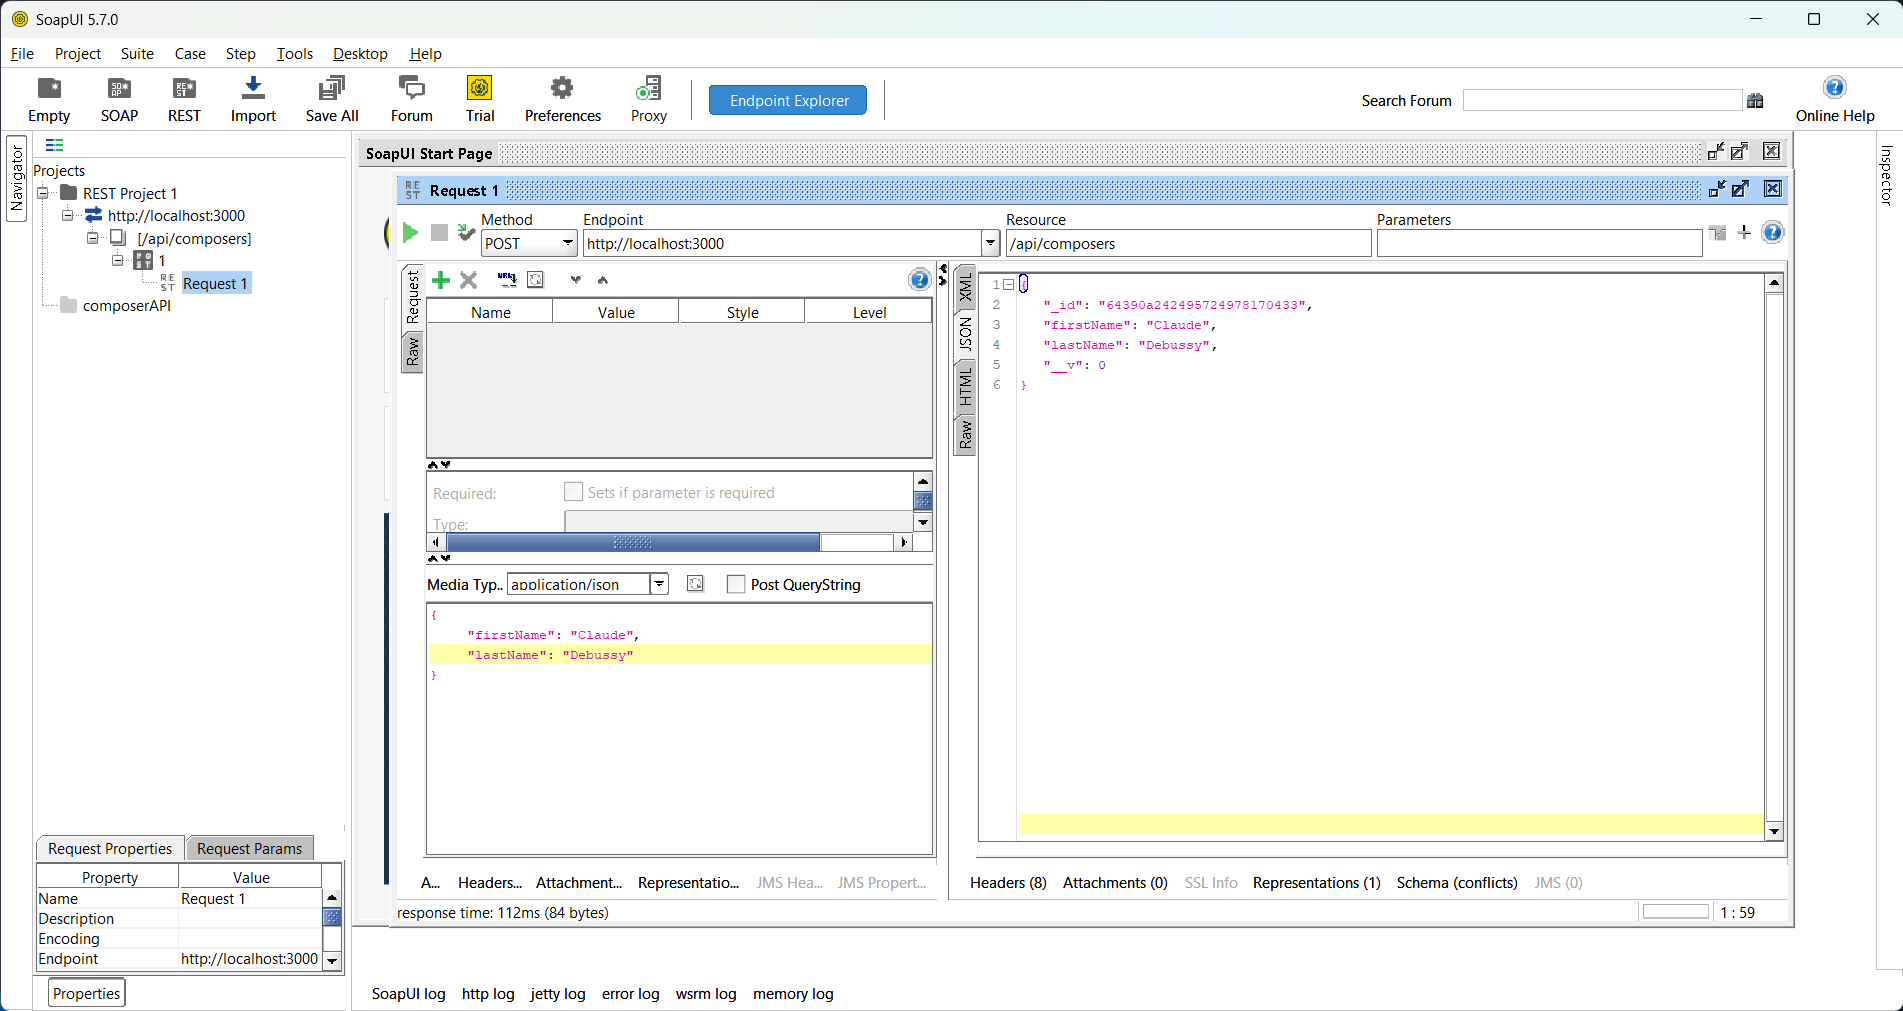 SoapUI 5.7.0
File Project Suite Case Step Tools Desktop Help
Empty SOAP REST Import Save All Forum Trial Preferences Proxy Endpoint Explorer Search Forum Online Help
Navigator
Projects
REST Project 1
http://localhost:3000
[/api/composers]
1
Request 1
composerAPI
SoapUI Start Page
REST Request 1
Method Endpoint Resource Parameters
POST http://localhost:3000 /api/composers
Request
Raw
Name Value Style Level
Required: Sets if parameter is required
Type:
Media Typ.. application/json Post QueryString
{
"firstName": "Claude",
"lastName": "Debussy"
}
A... Headers... Attachment... Representatio... JMS Hea... JMS Propert...
response time: 112ms (84 bytes)
XML
JSON
HTML
Raw
1 {
2 "_id": "64390a242495724978170433",
3 "firstName": "Claude",
4 "lastName": "Debussy",
5 "__v": 0
6 }
Headers (8) Attachments (0) SSL Info Representations (1) Schema (conflicts) JMS (0)
1 : 59
Inspector
Request Properties Request Params
Property Value
Name Request 1
Description
Encoding
Endpoint http://localhost:3000
Properties
SoapUI log http log jetty log error log wsrm log memory log